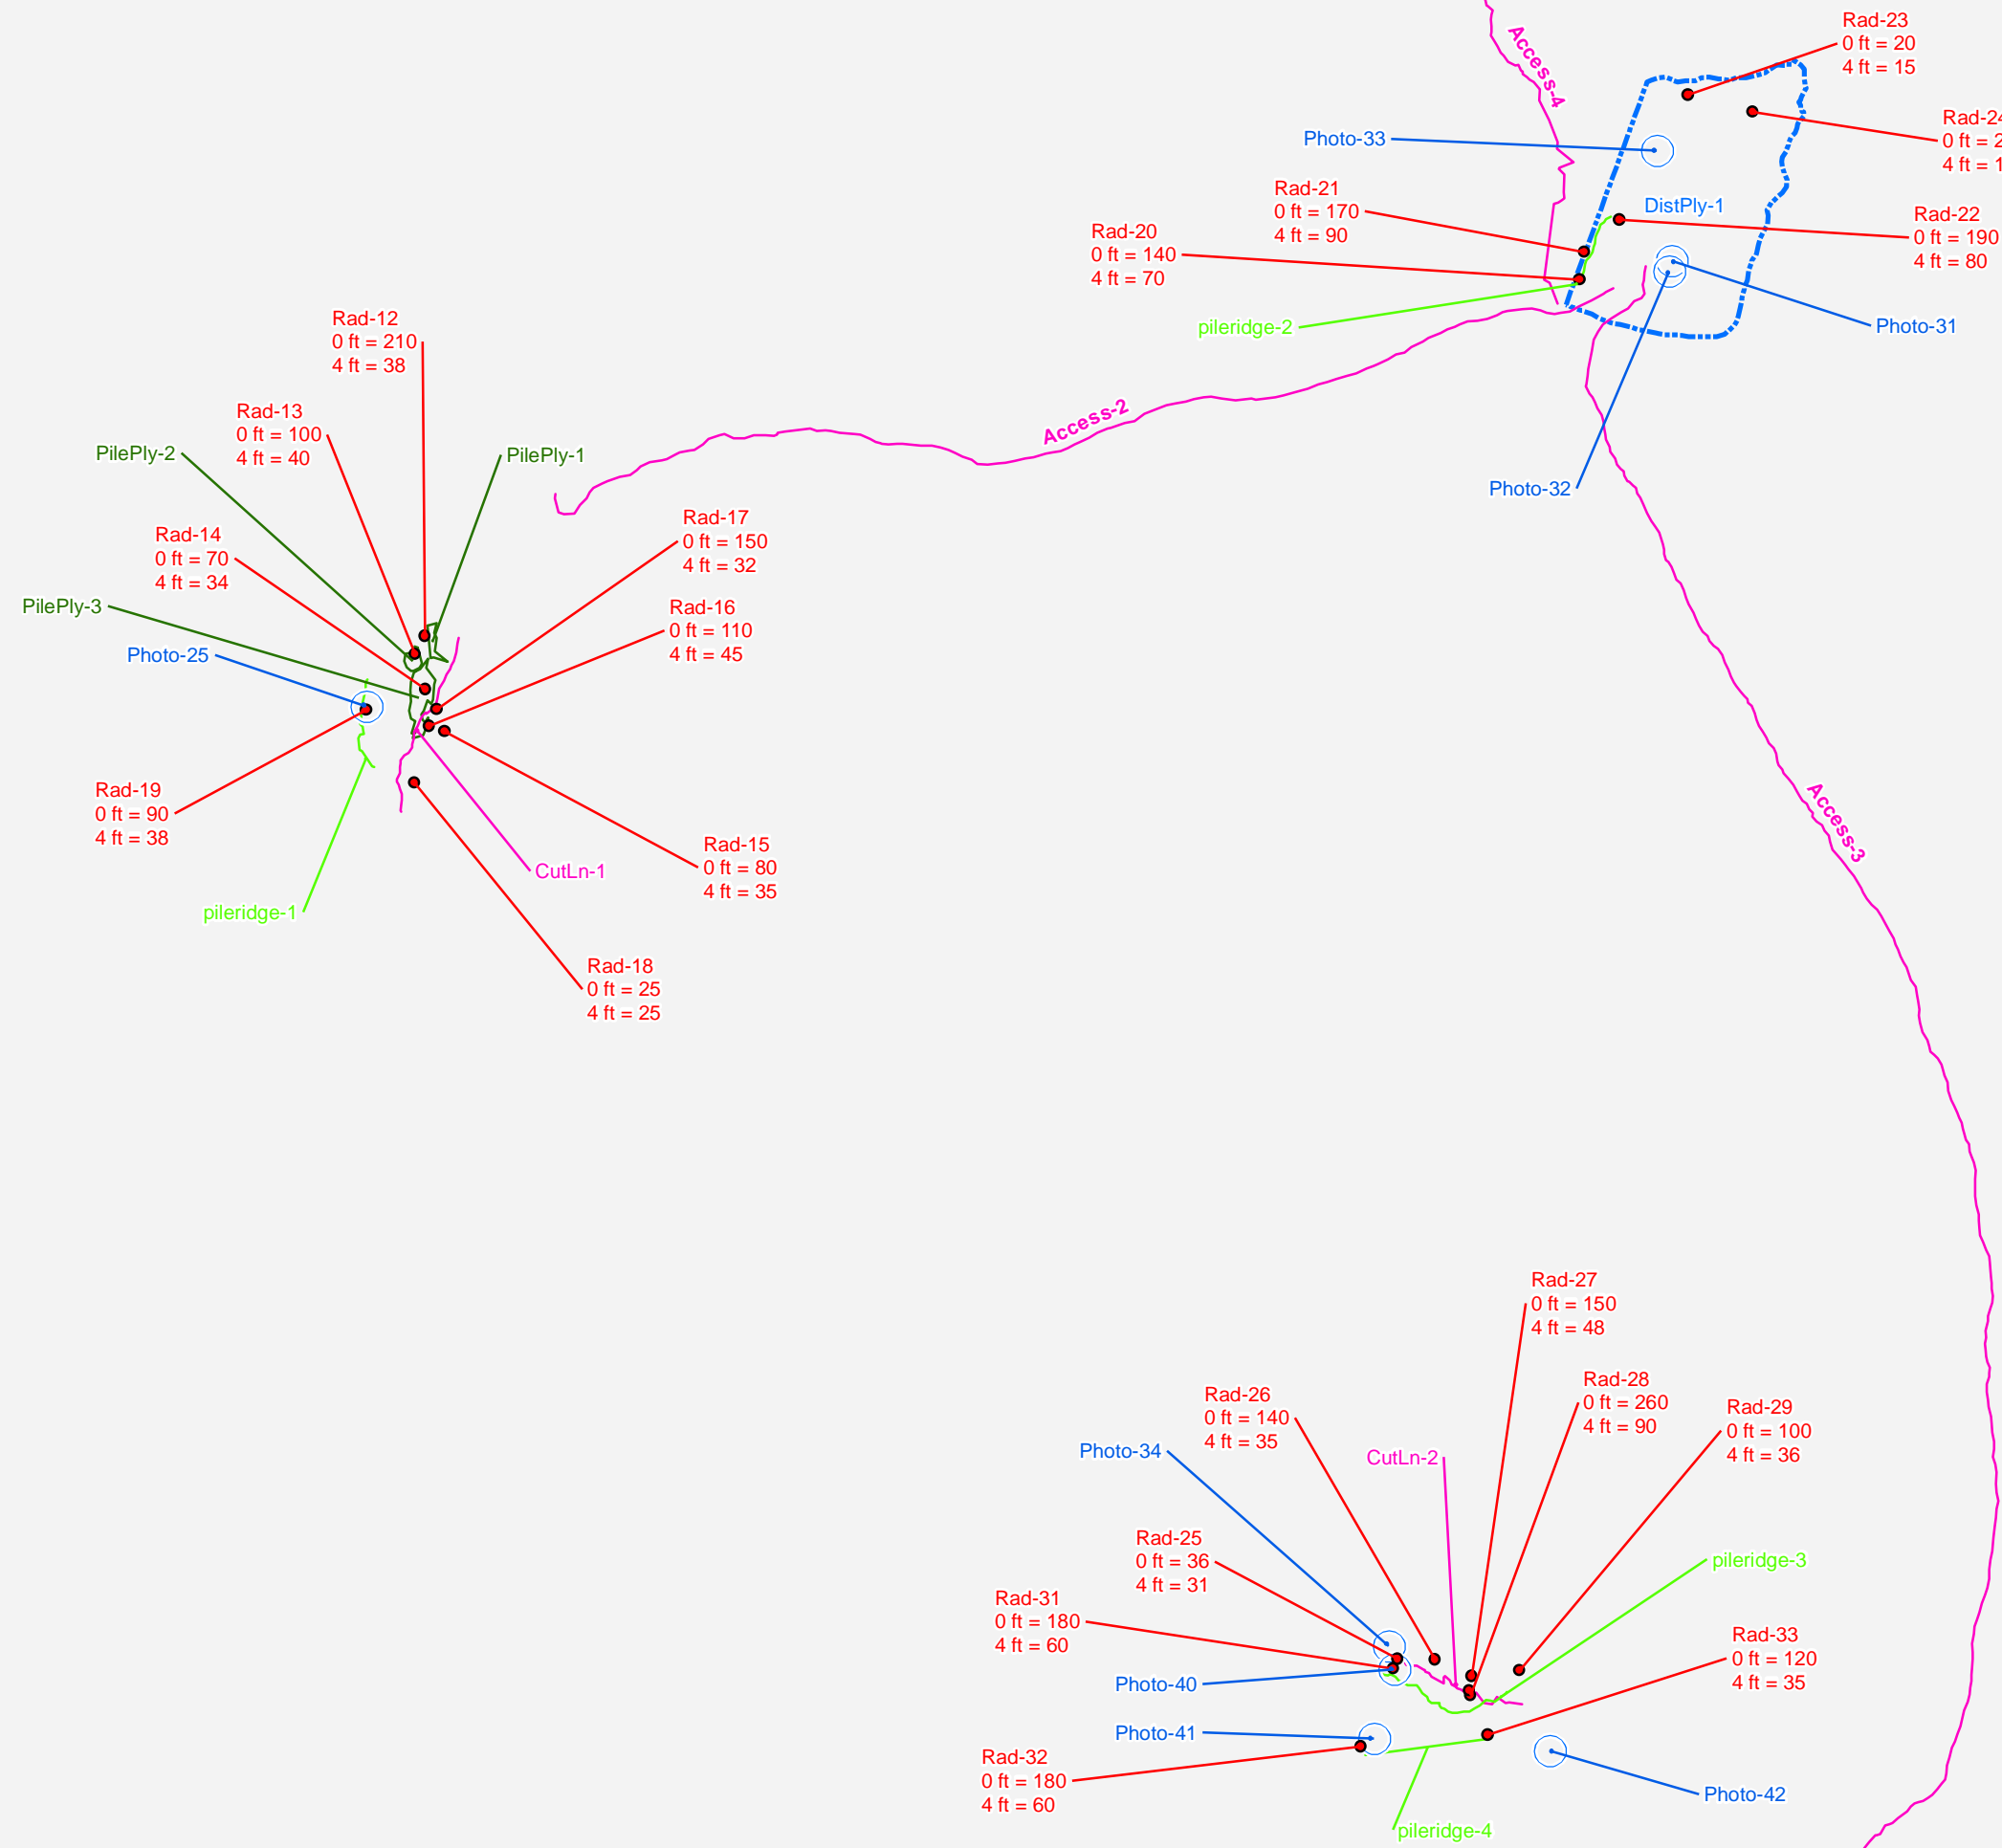 Rad-23
0 ft = 20
4 ft = 15
Access-4
Rad-24
0 ft = 2
4 ft = 1
Photo-33
Rad-21
0 ft = 170
4 ft = 90
DistPly-1
Rad-22
0 ft = 190
4 ft = 80
Rad-20
0 ft = 140
4 ft = 70
pileridge-2
Photo-31
Rad-12
0 ft = 210
4 ft = 38
Access-2
Rad-13
0 ft = 100
4 ft = 40
PilePly-2
PilePly-1
Photo-32
Rad-17
0 ft = 150
4 ft = 32
Rad-14
0 ft = 70
4 ft = 34
PilePly-3
Rad-16
0 ft = 110
4 ft = 45
Photo-25
Rad-19
0 ft = 90
4 ft = 38
Access-3
Rad-15
0 ft = 80
4 ft = 35
CutLn-1
pileridge-1
Rad-18
0 ft = 25
4 ft = 25
Rad-27
0 ft = 150
4 ft = 48
Rad-28
0 ft = 260
4 ft = 90
Rad-26
0 ft = 140
4 ft = 35
Rad-29
0 ft = 100
4 ft = 36
Photo-34
CutLn-2
Rad-25
0 ft = 36
4 ft = 31
pileridge-3
Rad-31
0 ft = 180
4 ft = 60
Rad-33
0 ft = 120
4 ft = 35
Photo-40
Photo-41
Rad-32
0 ft = 180
4 ft = 60
Photo-42
pileridge-4